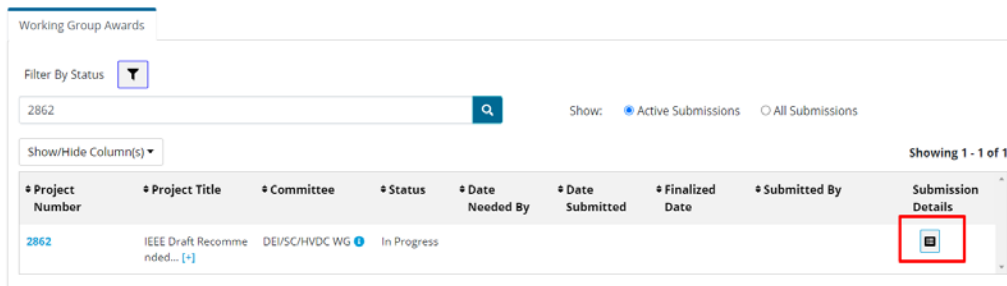 Working Group Awards
Filter By Status
2862
Show: Active Submissions All Submissions
Show/Hide Column(s)
Showing 1 - 1 of 1
Project Number Project Title Committee Status Date Needed By Date Submitted Finalized Date Submitted By Submission Details
2862 IEEE Draft Recomme DEI/SC/HVDC WG In Progress
nded... [+]